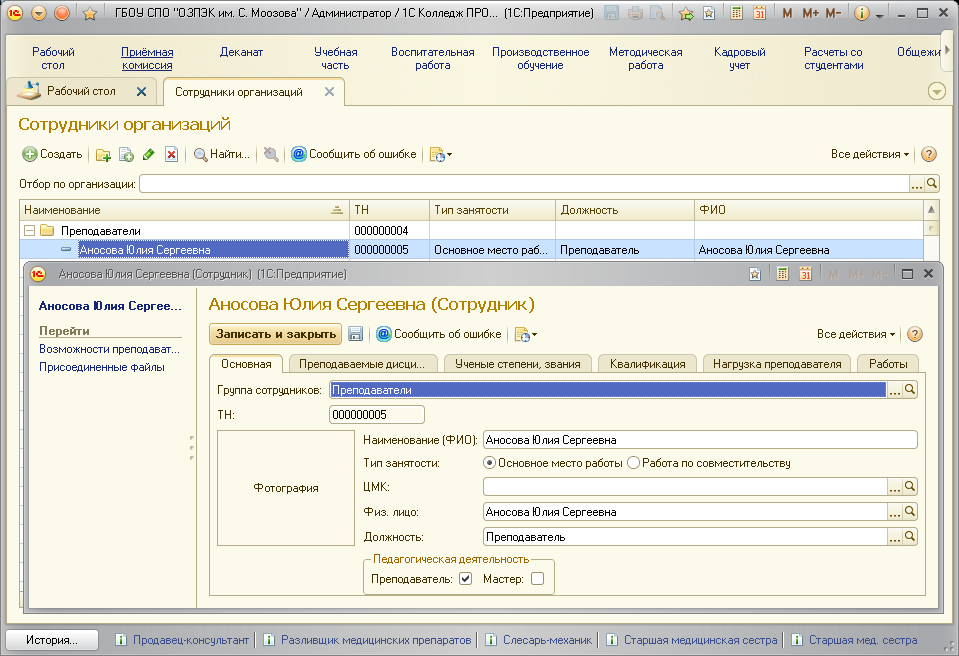 ГБОУ СПО "ОЗПЭК им. С. Моозова" / Администратор / 1С Колледж ПРО... (1С:Предприятие)
M M+ M-
Рабочий стол
Приёмная комиссия
Деканат
Учебная часть
Воспитательная работа
Производственное обучение
Методическая работа
Кадровый учет
Расчеты со студентами
Общежи
Рабочий стол
Сотрудники организаций
Сотрудники организаций
Создать Найти... Сообщить об ошибке Все действия
Отбор по организации:
Наименование ТН Тип занятости Должность ФИО
Преподаватели 000000004
Аносова Юлия Сергеевна 000000005 Основное место раб... Преподаватель Аносова Юлия Сергеевна
Аносова Юлия Сергеевна (Сотрудник) (1С:Предприятие)
M M+ M-
Аносова Юлия Сергее...
Перейти
Возможности преподават...
Присоединенные файлы
Аносова Юлия Сергеевна (Сотрудник)
Записать и закрыть Сообщить об ошибке Все действия
Основная Преподаваемые дисци... Ученые степени, звания Квалификация Нагрузка преподавателя Работы
Группа сотрудников: Преподаватели
ТН: 000000005
Фотография
Наименование (ФИО): Аносова Юлия Сергеевна
Тип занятости: Основное место работы Работа по совместительству
ЦМК:
Физ. лицо: Аносова Юлия Сергеевна
Должность: Преподаватель
Педагогическая деятельность
Преподаватель: Мастер:
История... Продавец-консультант Разливщик медицинских препаратов Слесарь-механик Старшая медицинская сестра Старшая мед. сестра